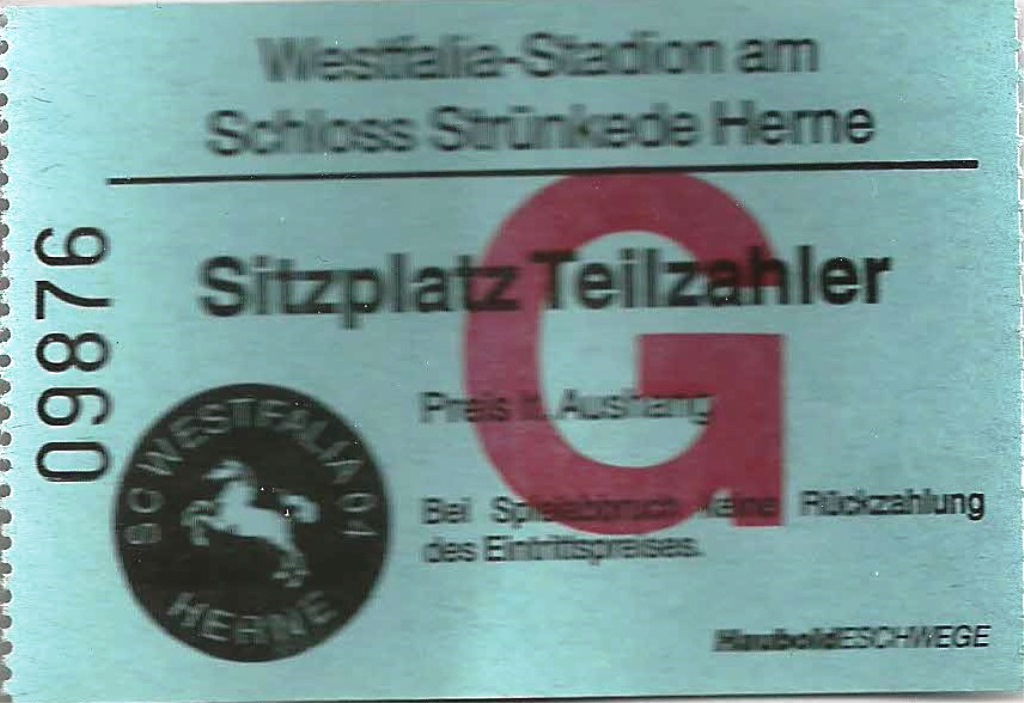 Westfalia-Stadion am
Schloss Strünkede Herne
09876
Sitzplatz Teilzahler
G
Preis lt. Aushang
Bei Spielabbruch keine Rückzahlung
des Eintrittspreises.
SC WESTFALIA 04
HERNE
HauboldESCHWEGE